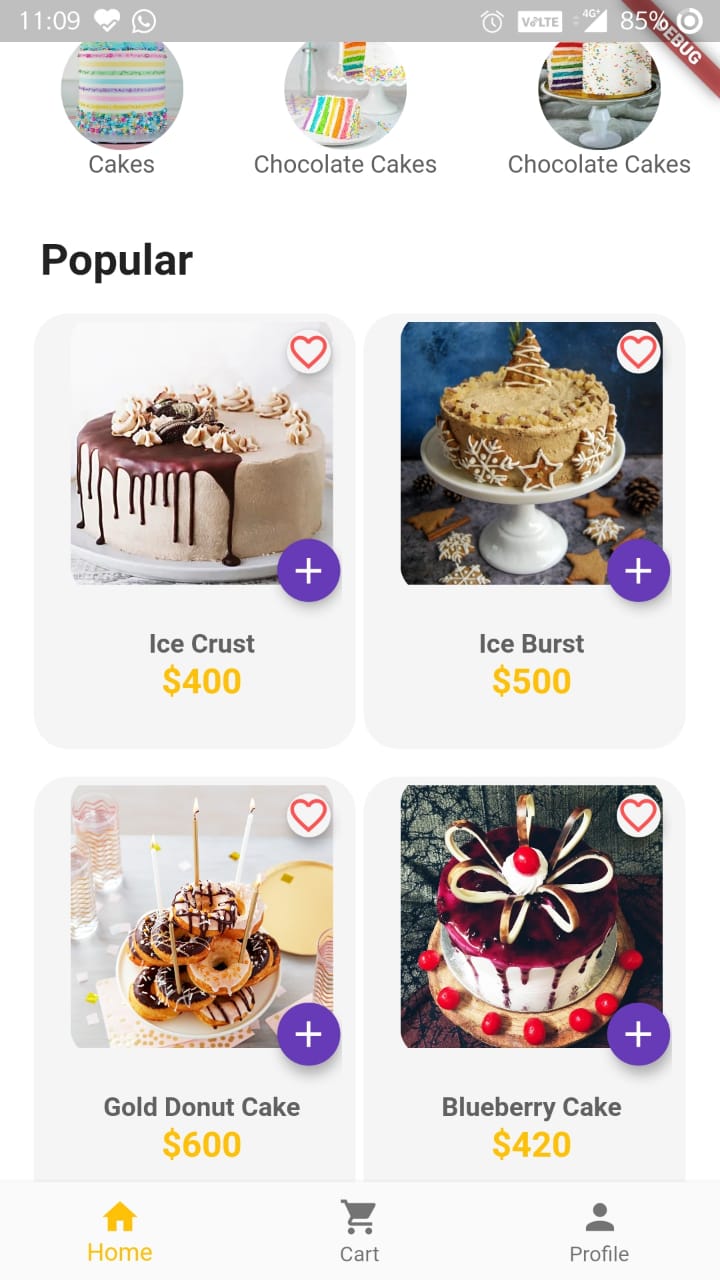 11:09 VoLTE 4G+ 85%
DEBUG
Cakes Chocolate Cakes Chocolate Cakes
Popular
Ice Crust Ice Burst
$400 $500
Gold Donut Cake Blueberry Cake
$600 $420
Home Cart Profile